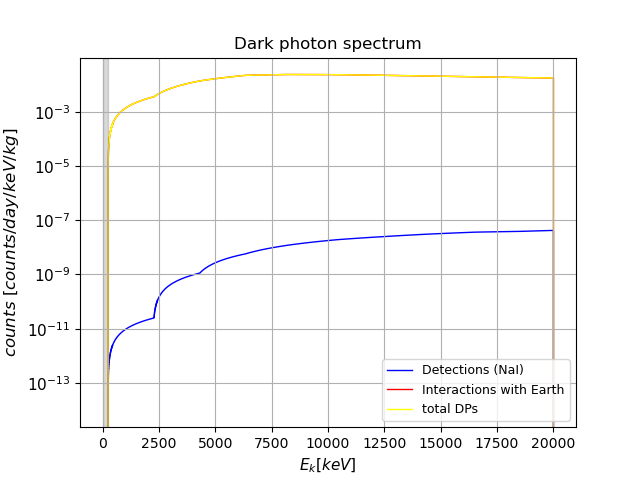 Dark photon spectrum
counts [counts/day/keV/kg]
10⁻³
10⁻⁵
10⁻⁷
10⁻⁹
10⁻¹¹
10⁻¹³
Detections (NaI)
Interactions with Earth
total DPs
0 2500 5000 7500 10000 12500 15000 17500 20000
Eₖ[keV]